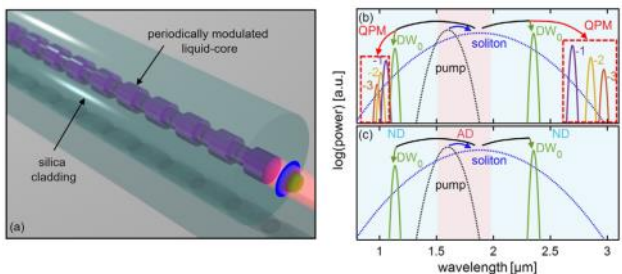 periodically modulated
liquid-core
silica
cladding
(a)
(b)
QPM
QPM
DW0
soliton
DW0
pump
-1
-2
-3
-1
-2
-3
log(power) [a.u.]
(c)
ND
AD
ND
DW0
soliton
DW0
pump
1
1.5
2
2.5
3
wavelength [μm]